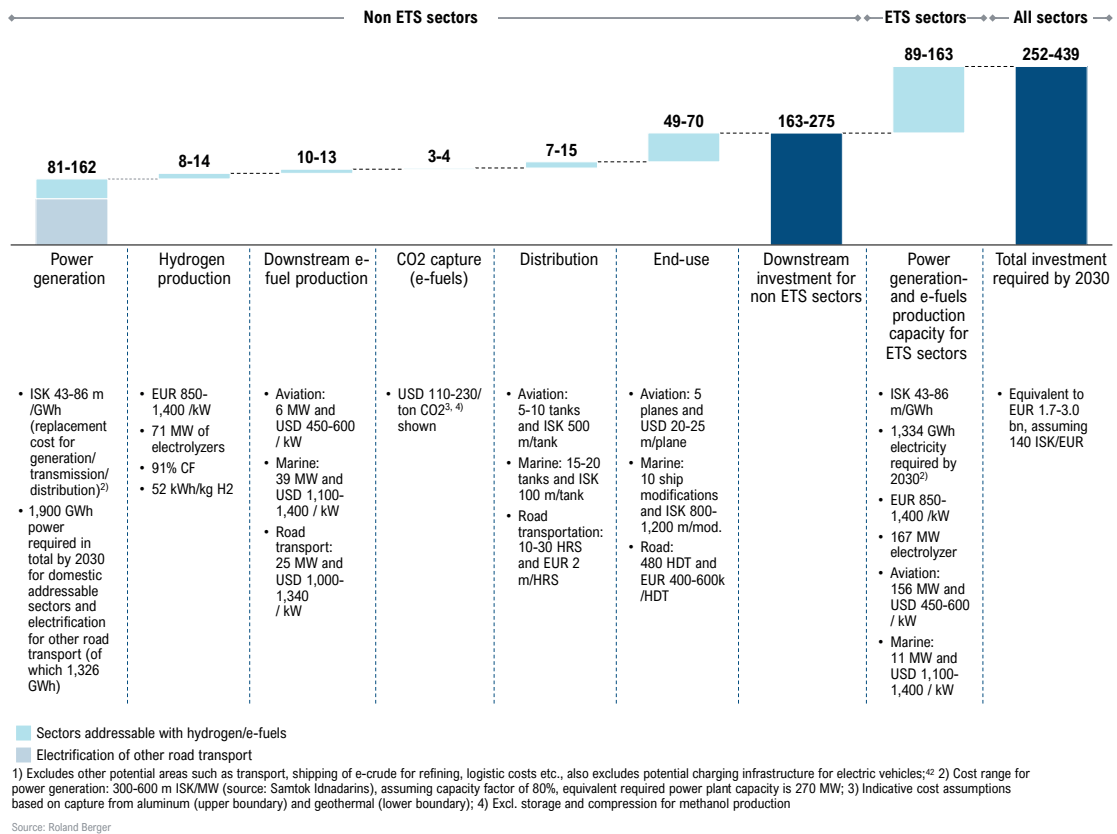 Non ETS sectors
ETS sectors
All sectors
81-162
8-14
10-13
3-4
7-15
49-70
163-275
89-163
252-439
Power
generation
Hydrogen
production
Downstream e-
fuel production
CO2 capture
(e-fuels)
Distribution
End-use
Downstream
investment for
non ETS sectors
Power
generation-
and e-fuels
production
capacity for
ETS sectors
Total investment
required by 2030
• ISK 43-86 m
/GWh
(replacement
cost for
generation/
transmission/
distribution)2)
• 1,900 GWh
power
required in
total by 2030
for domestic
addressable
sectors and
electrification
for other road
transport (of
which 1,326
GWh)
• EUR 850-
1,400 /kW
• 71 MW of
electrolyzers
• 91% CF
• 52 kWh/kg H2
• Aviation:
6 MW and
USD 450-600
/ kW
• Marine:
39 MW and
USD 1,100-
1,400 / kW
• Road
transport:
25 MW and
USD 1,000-
1,340
/ kW
• USD 110-230/
ton CO23, 4)
shown
• Aviation:
5-10 tanks
and ISK 500
m/tank
• Marine: 15-20
tanks and ISK
100 m/tank
• Road
transportation:
10-30 HRS
and EUR 2
m/HRS
• Aviation: 5
planes and
USD 20-25
m/plane
• Marine:
10 ship
modifications
and ISK 800-
1,200 m/mod.
• Road:
480 HDT and
EUR 400-600k
/HDT
• ISK 43-86
m/GWh
• 1,334 GWh
electricity
required by
20302)
• EUR 850-
1,400 /kW
• 167 MW
electrolyzer
• Aviation:
156 MW and
USD 450-600
/ kW
• Marine:
11 MW and
USD 1,100-
1,400 / kW
• Equivalent to
EUR 1.7-3.0
bn, assuming
140 ISK/EUR
Sectors addressable with hydrogen/e-fuels
Electrification of other road transport
1) Excludes other potential areas such as transport, shipping of e-crude for refining, logistic costs etc., also excludes potential charging infrastructure for electric vehicles;42 2) Cost range for
power generation: 300-600 m ISK/MW (source: Samtok Idnadarins), assuming capacity factor of 80%, equivalent required power plant capacity is 270 MW; 3) Indicative cost assumptions
based on capture from aluminum (upper boundary) and geothermal (lower boundary); 4) Excl. storage and compression for methanol production
Source: Roland Berger